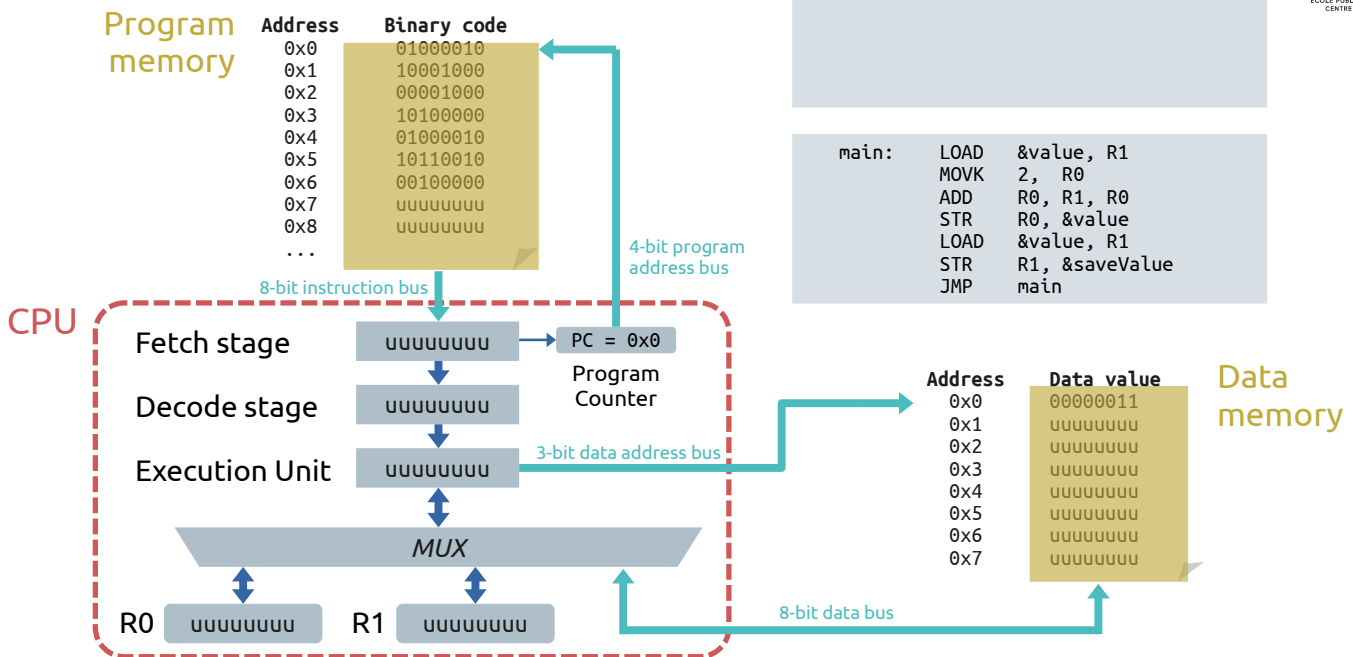 ECOLE PUBL
CENTRE
Program
memory
Address Binary code
0x0 01000010
0x1 10001000
0x2 00001000
0x3 10100000
0x4 01000010
0x5 10110010
0x6 00100000
0x7 uuuuuuuu
0x8 uuuuuuuu
...
main: LOAD &value, R1
MOVK 2, R0
ADD R0, R1, R0
STR R0, &value
LOAD &value, R1
STR R1, &saveValue
JMP main
4-bit program
address bus
8-bit instruction bus
CPU
Fetch stage uuuuuuuu PC = 0x0
Program
Counter
Decode stage uuuuuuuu
Execution Unit uuuuuuuu
3-bit data address bus
MUX
R0 uuuuuuuu R1 uuuuuuuu
8-bit data bus
Address Data value
0x0 00000011
0x1 uuuuuuuu
0x2 uuuuuuuu
0x3 uuuuuuuu
0x4 uuuuuuuu
0x5 uuuuuuuu
0x6 uuuuuuuu
0x7 uuuuuuuu
Data
memory